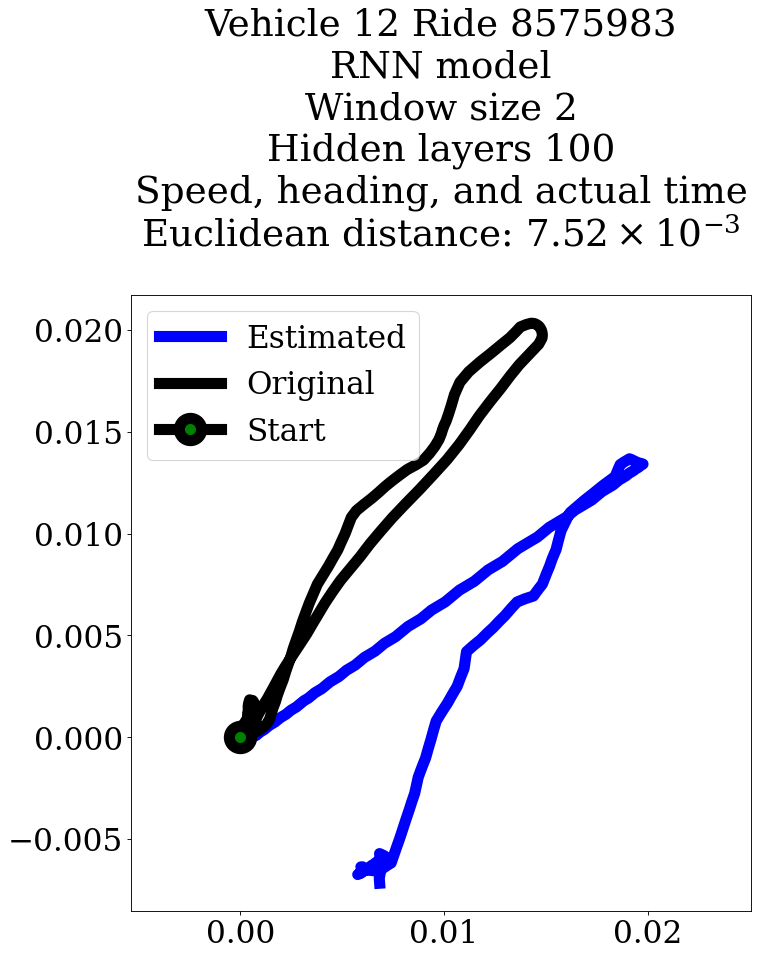 Vehicle 12 Ride 8575983
RNN model
Window size 2
Hidden layers 100
Speed, heading, and actual time
Euclidean distance: 7.52 × 10⁻³
Estimated
Original
Start
0.020
0.015
0.010
0.005
0.000
−0.005
0.00 0.01 0.02